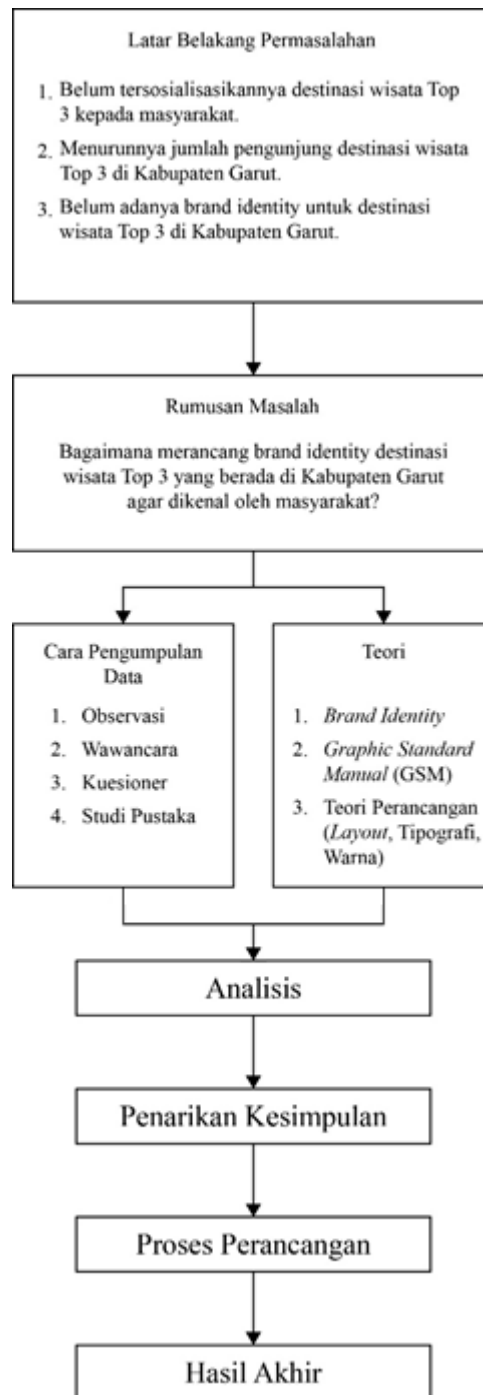 Latar Belakang Permasalahan
1. Belum tersosialisasikannya destinasi wisata Top
3 kepada masyarakat.
2. Menurunnya jumlah pengunjung destinasi wisata
Top 3 di Kabupaten Garut.
3. Belum adanya brand identity untuk destinasi
wisata Top 3 di Kabupaten Garut.
Rumusan Masalah
Bagaimana merancang brand identity destinasi
wisata Top 3 yang berada di Kabupaten Garut
agar dikenal oleh masyarakat?
Cara Pengumpulan
Data
1. Observasi
2. Wawancara
3. Kuesioner
4. Studi Pustaka
Teori
1. Brand Identity
2. Graphic Standard
Manual (GSM)
3. Teori Perancangan
(Layout, Tipografi,
Warna)
Analisis
Penarikan Kesimpulan
Proses Perancangan
Hasil Akhir